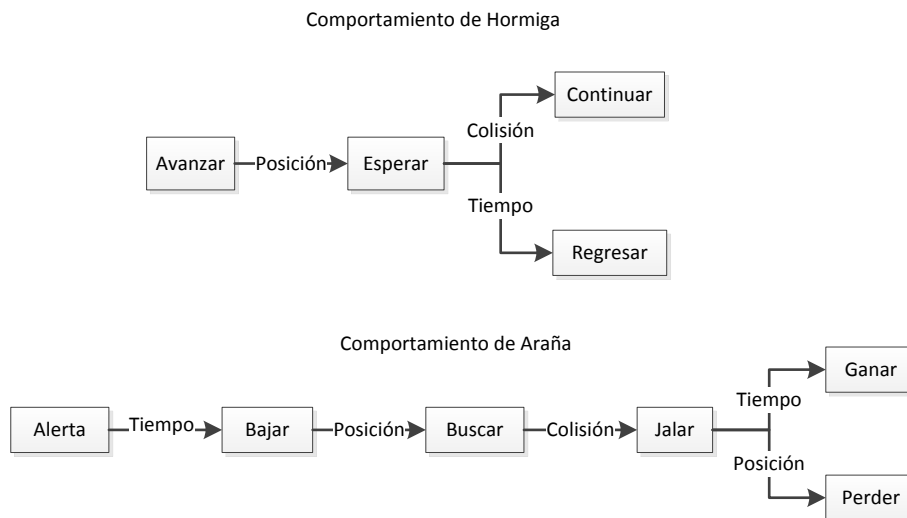 Comportamiento de Hormiga
Continuar
Colisión
Avanzar
Posición
Esperar
Tiempo
Regresar
Comportamiento de Araña
Ganar
Tiempo
Alerta
Tiempo
Bajar
Posición
Buscar
Colisión
Jalar
Posición
Perder